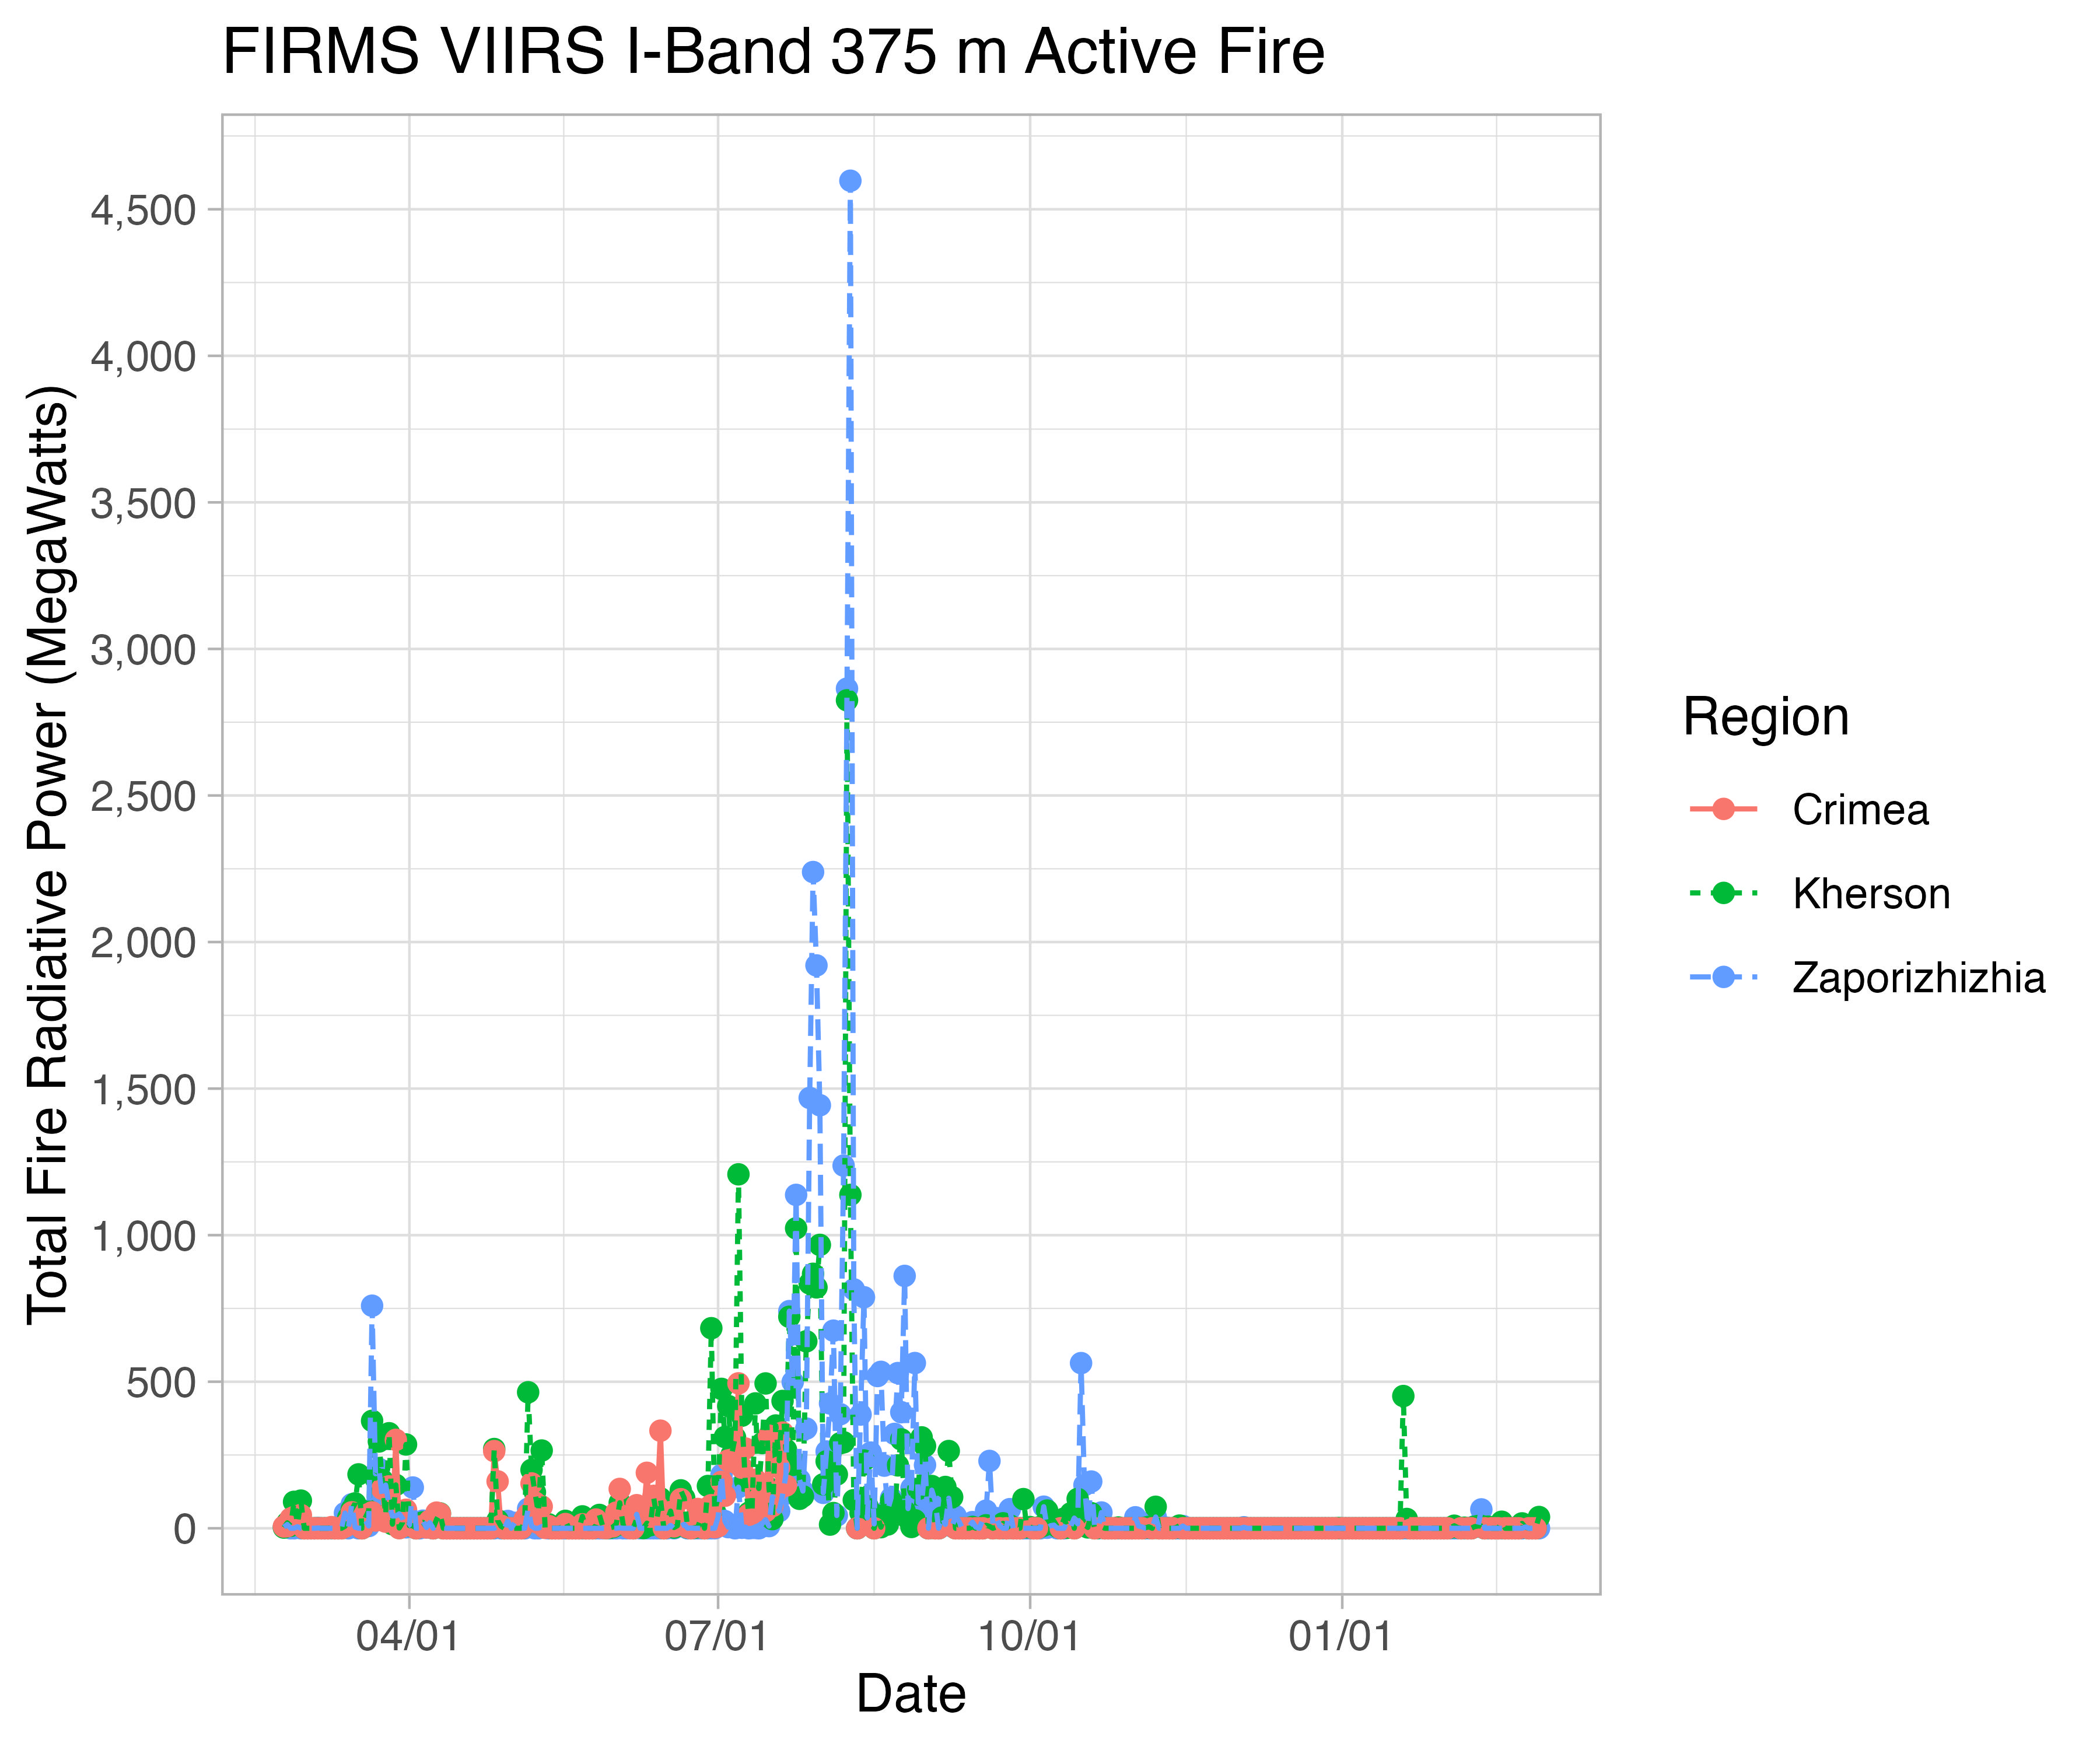 FIRMS VIIRS I-Band 375 m Active Fire
Total Fire Radiative Power (MegaWatts)
4,500
4,000
3,500
3,000
2,500
2,000
1,500
1,000
500
0
04/01
07/01
10/01
01/01
Date
Region
Crimea
Kherson
Zaporizhizhia